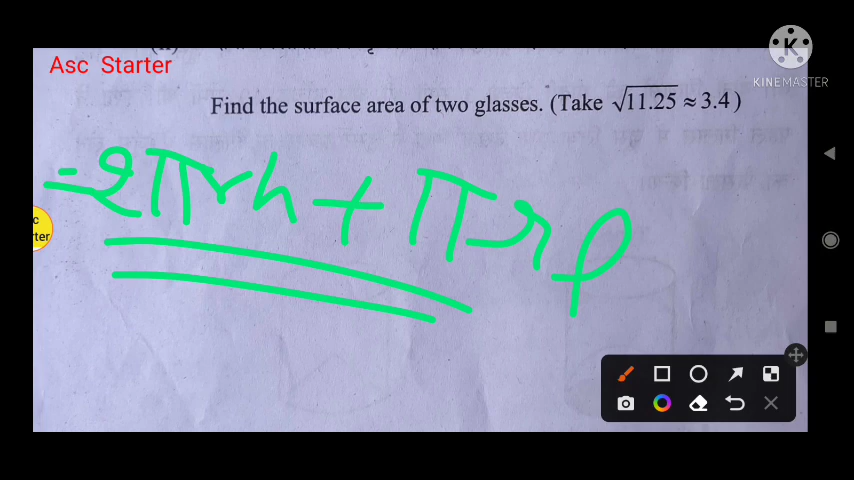 Asc Starter
KINEMASTER
Find the surface area of two glasses. (Take √11.25 ≈ 3.4)
= 2πrh + πrl